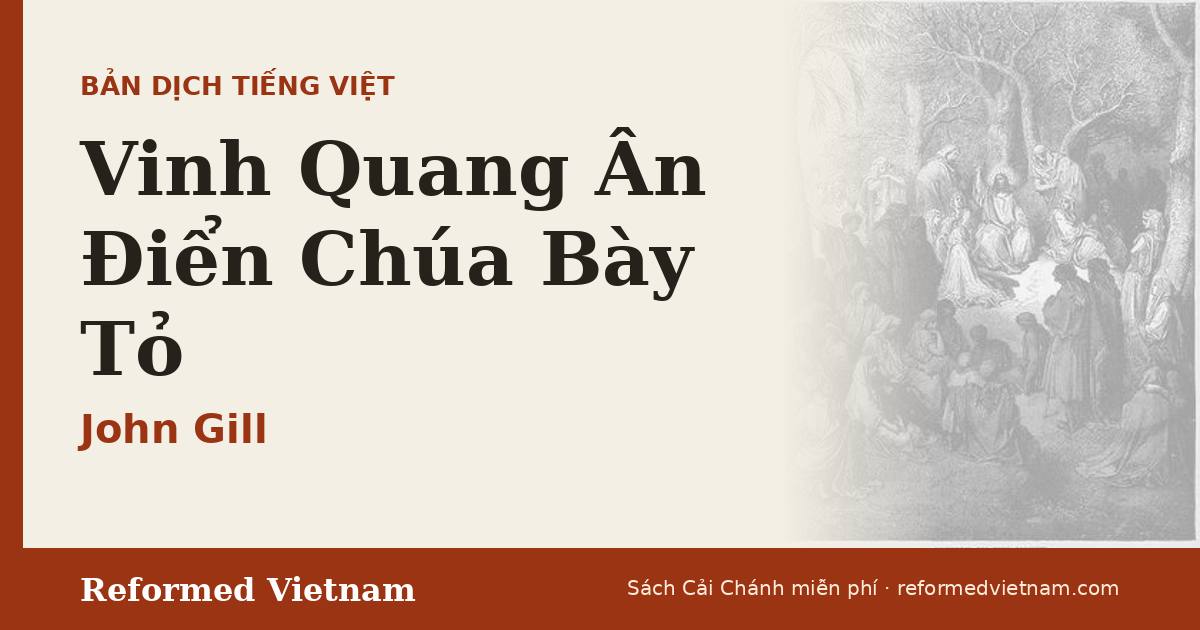 BẢN DỊCH TIẾNG VIỆT
Vinh Quang Ân
Điển Chúa Bày
Tỏ
John Gill
Reformed Vietnam
Sách Cải Chánh miễn phí · reformedvietnam.com